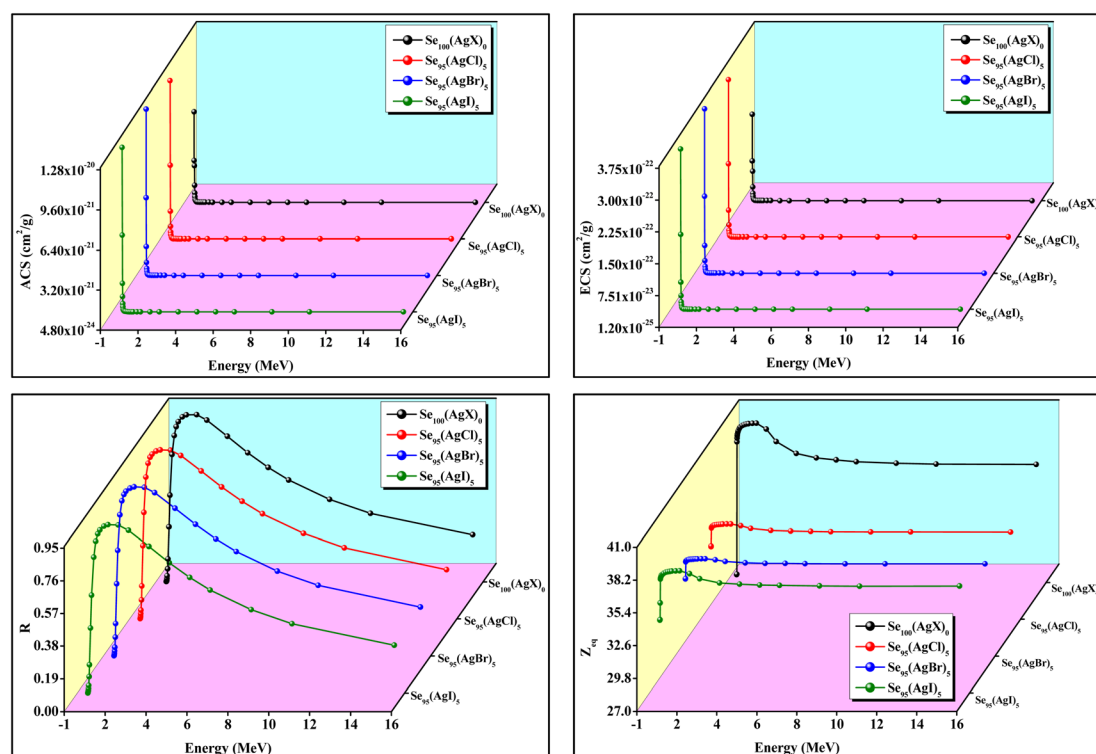 Se₁₀₀(AgX)₀
Se₉₅(AgCl)₅
Se₉₅(AgBr)₅
Se₉₅(AgI)₅
ACS (cm²/g)
1.28x10⁻²⁰
9.60x10⁻²¹
6.40x10⁻²¹
3.20x10⁻²¹
4.80x10⁻²⁴
-1 0 2 4 6 8 10 12 14 16
Energy (MeV)
Se₁₀₀(AgX)₀
Se₉₅(AgCl)₅
Se₉₅(AgBr)₅
Se₉₅(AgI)₅
Se₁₀₀(AgX)₀
Se₉₅(AgCl)₅
Se₉₅(AgBr)₅
Se₉₅(AgI)₅
ECS (cm²/g)
3.75x10⁻²²
3.00x10⁻²²
2.25x10⁻²²
1.50x10⁻²²
7.51x10⁻²³
1.20x10⁻²⁵
-1 0 2 4 6 8 10 12 14 16
Energy (MeV)
Se₁₀₀(AgX)₀
Se₉₅(AgCl)₅
Se₉₅(AgBr)₅
Se₉₅(AgI)₅
Se₁₀₀(AgX)₀
Se₉₅(AgCl)₅
Se₉₅(AgBr)₅
Se₉₅(AgI)₅
R
0.95
0.76
0.57
0.38
0.19
0.00
-1 0 2 4 6 8 10 12 14 16
Energy (MeV)
Se₁₀₀(AgX)₀
Se₉₅(AgCl)₅
Se₉₅(AgBr)₅
Se₉₅(AgI)₅
Z_eq
41.0
38.2
35.4
32.6
29.8
27.0
-1 0 2 4 6 8 10 12 14 16
Energy (MeV)
Se₁₀₀(AgX)₀
Se₉₅(AgCl)₅
Se₉₅(AgBr)₅
Se₉₅(AgI)₅
Se₁₀₀(AgX)
Se₉₅(AgCl)₅
Se₉₅(AgBr)₅
Se₉₅(AgI)₅